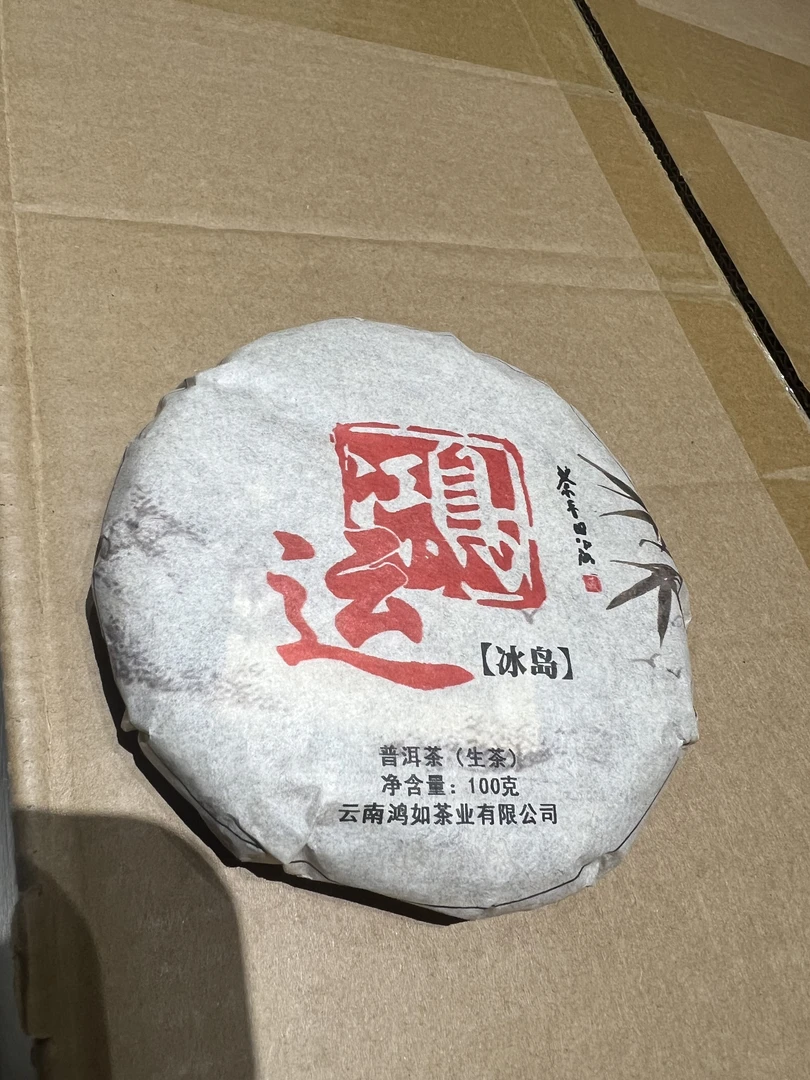 运
【冰岛】
普洱茶（生茶）
净含量：100克
云南鸿如茶业有限公司